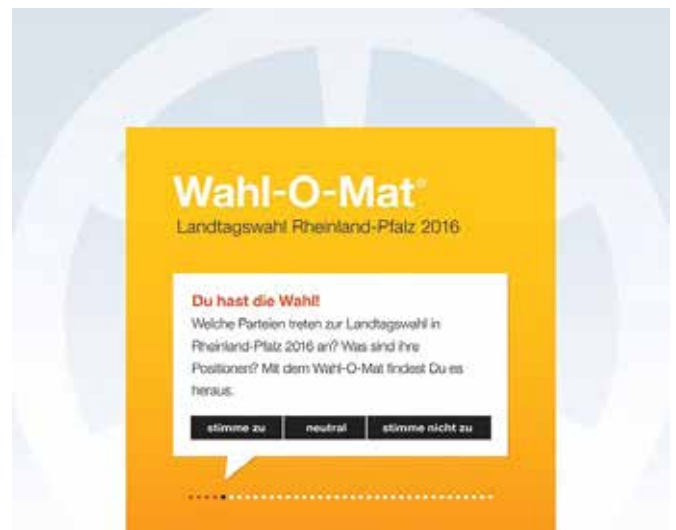 Wahl-O-Mat®
Landtagswahl Rheinland-Pfalz 2016
Du hast die Wahl!
Welche Parteien treten zur Landtagswahl in
Rheinland-Pfalz 2016 an? Was sind ihre
Positionen? Mit dem Wahl-O-Mat findest Du es
heraus.
stimme zu neutral stimme nicht zu